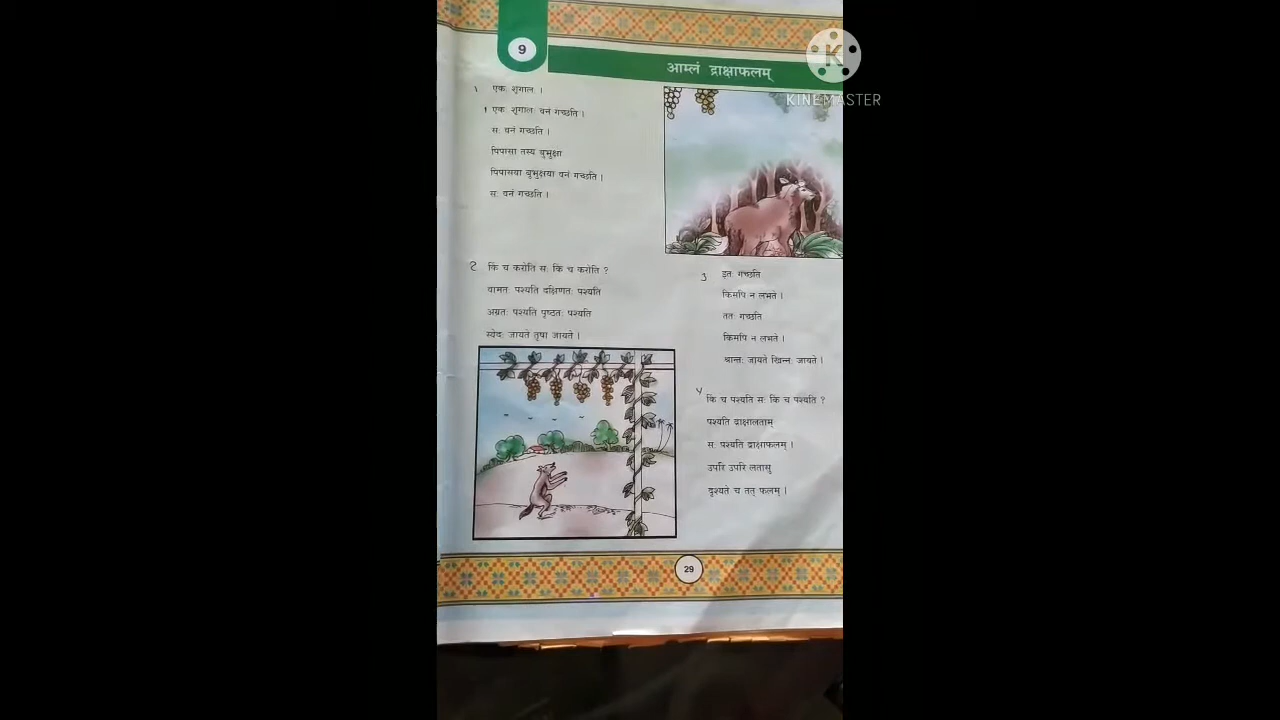 9
आम्लं द्राक्षाफलम्
KINEMASTER
१ एकः शृगालः ।
१ एकः शृगालः वनं गच्छति ।
सः वनं गच्छति ।
पिपासा तस्य बुभुक्षा
पिपासया बुभुक्षया वनं गच्छति ।
सः वनं गच्छति ।
२ किं च करोति सः किं च करोति ?
वामतः पश्यति दक्षिणतः पश्यति
अग्रतः पश्यति पृष्ठतः पश्यति
स्वेदः जायते तृषा जायते ।
३ इतः गच्छति
किमपि न लभते ।
ततः गच्छति
किमपि न लभते ।
श्रान्तः जायते खिन्नः जायते ।
४ किं च पश्यति सः किं च पश्यति ?
पश्यति द्राक्षालताम्
सः पश्यति द्राक्षाफलम् ।
उपरि उपरि लतासु
दृश्यते च तत् फलम् ।
29